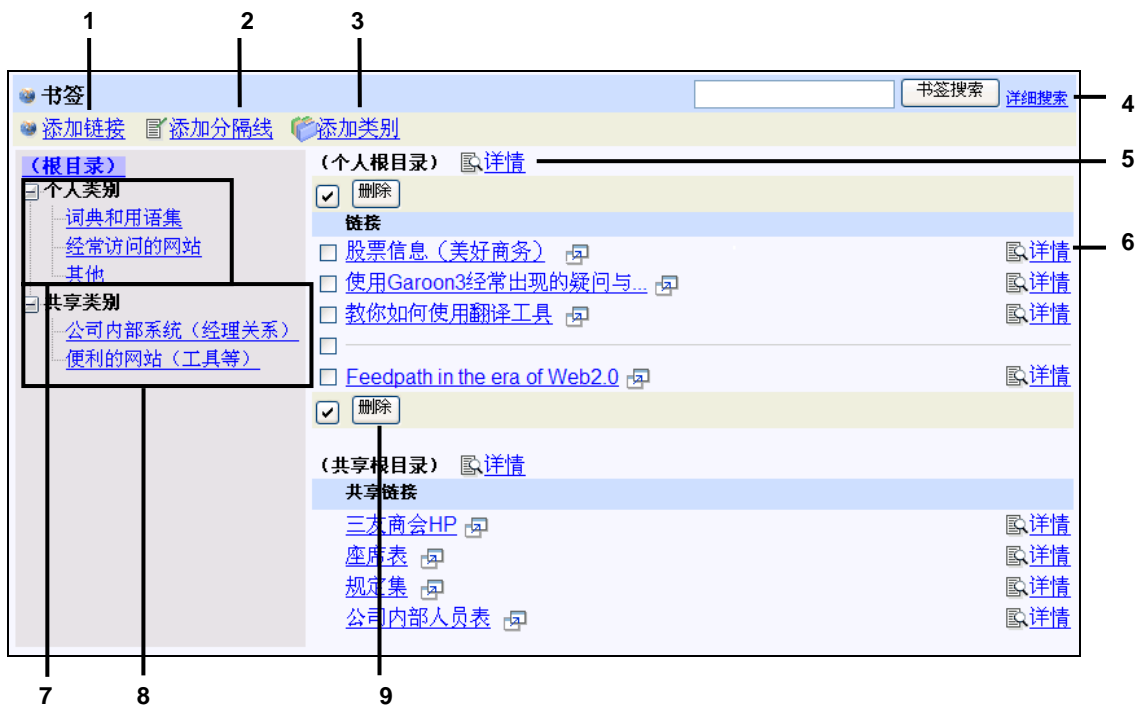 1 2 3
书签 书签搜索 详细搜索 4
添加链接 添加分隔线 添加类别
(根目录)
个人类别
词典和用语集
经常访问的网站
其他
共享类别
公司内部系统（经理关系）
便利的网站（工具等）
（个人根目录） 详情 5
删除
链接
股票信息（美好商务） 详情 6
使用Garoon3经常出现的疑问与... 详情
教你如何使用翻译工具 详情
Feedpath in the era of Web2.0 详情
删除
（共享根目录） 详情
共享链接
三友商会HP 详情
座席表 详情
规定集 详情
公司内部人员表 详情
7 8 9